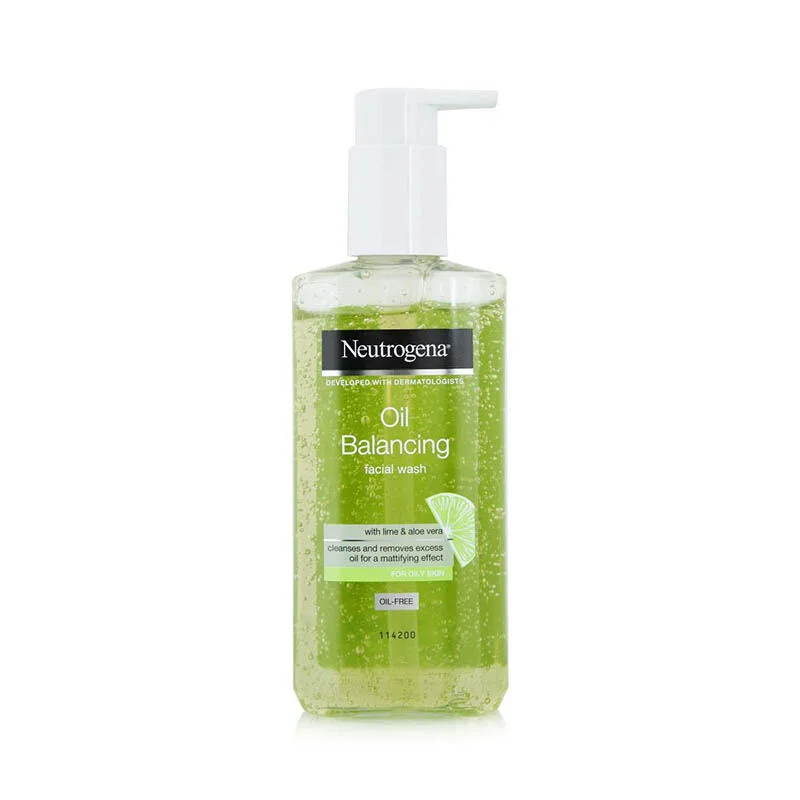 Neutrogena®
DEVELOPED WITH DERMATOLOGISTS
Oil
Balancing
facial wash
with lime & aloe vera
cleanses and removes excess
oil for a mattifying effect
FOR OILY SKIN
OIL-FREE
114200